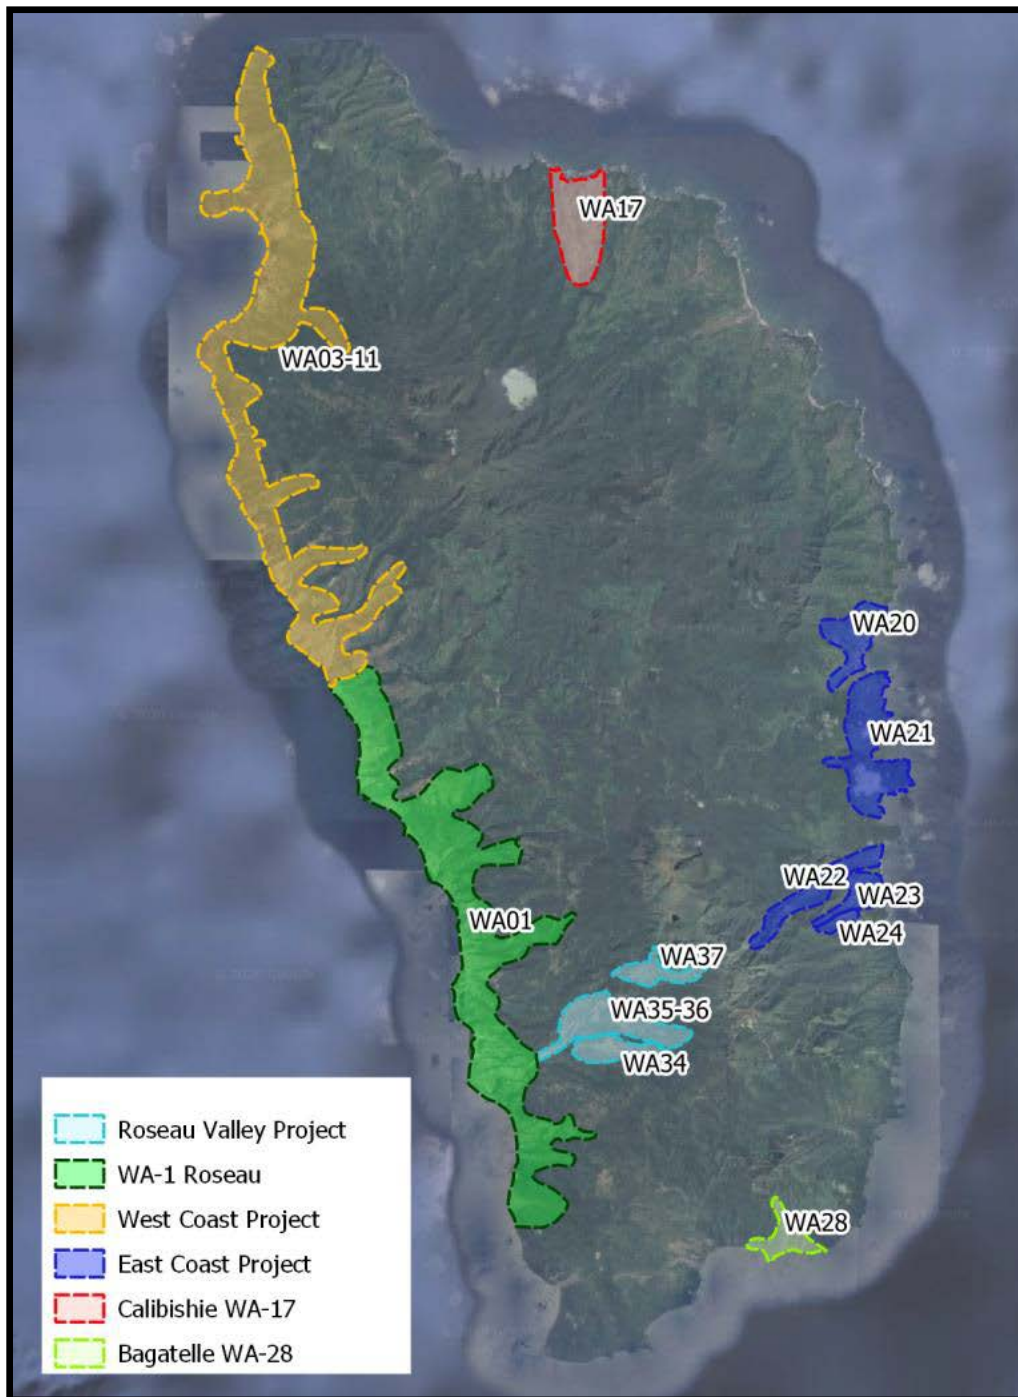 WA17
WA03-11
WA20
WA21
WA22
WA23
WA24
WA01
WA37
WA35-36
WA34
WA28
Roseau Valley Project
WA-1 Roseau
West Coast Project
East Coast Project
Calibishie WA-17
Bagatelle WA-28